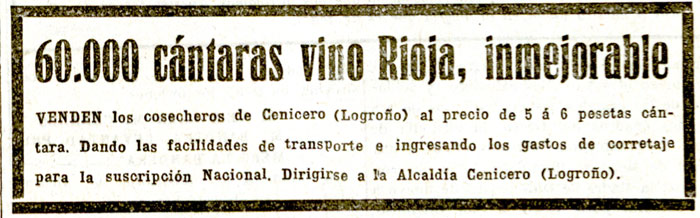 60.000 cántaras vino Rioja, inmejorable
VENDEN los cosecheros de Cenicero (Logroño) al precio de 5 á 6 pesetas cán-
tara. Dando las facilidades de transporte e ingresando los gastos de corretaje
para la suscripción Nacional. Dirigirse a la Alcaldía Cenicero (Logroño).